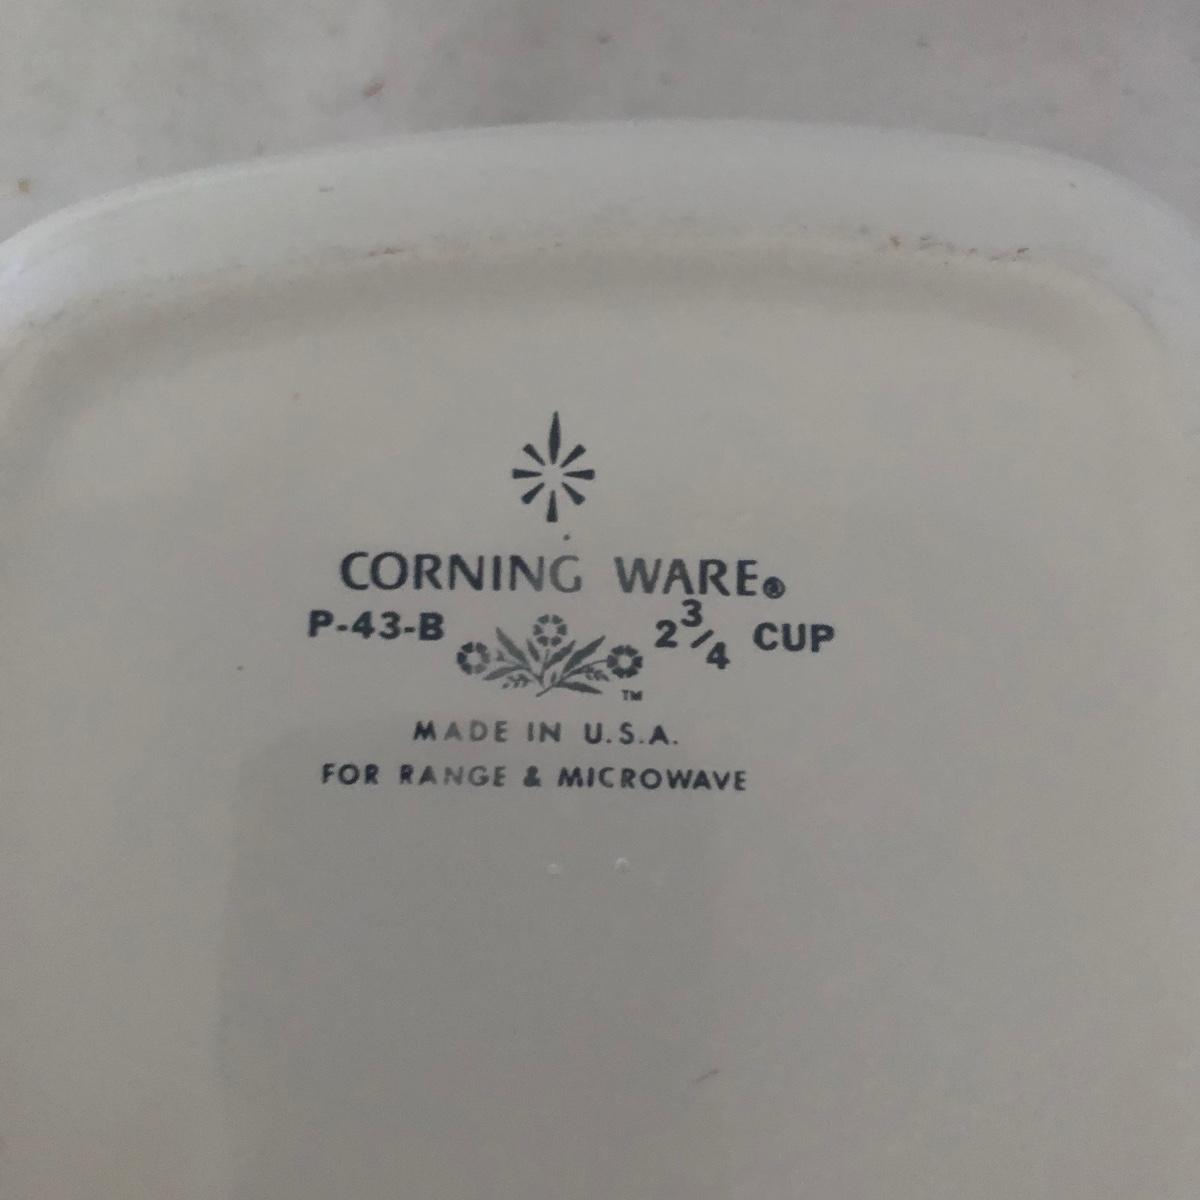 CORNING WARE®
P-43-B 2 3/4 CUP
TM
MADE IN U.S.A.
FOR RANGE & MICROWAVE